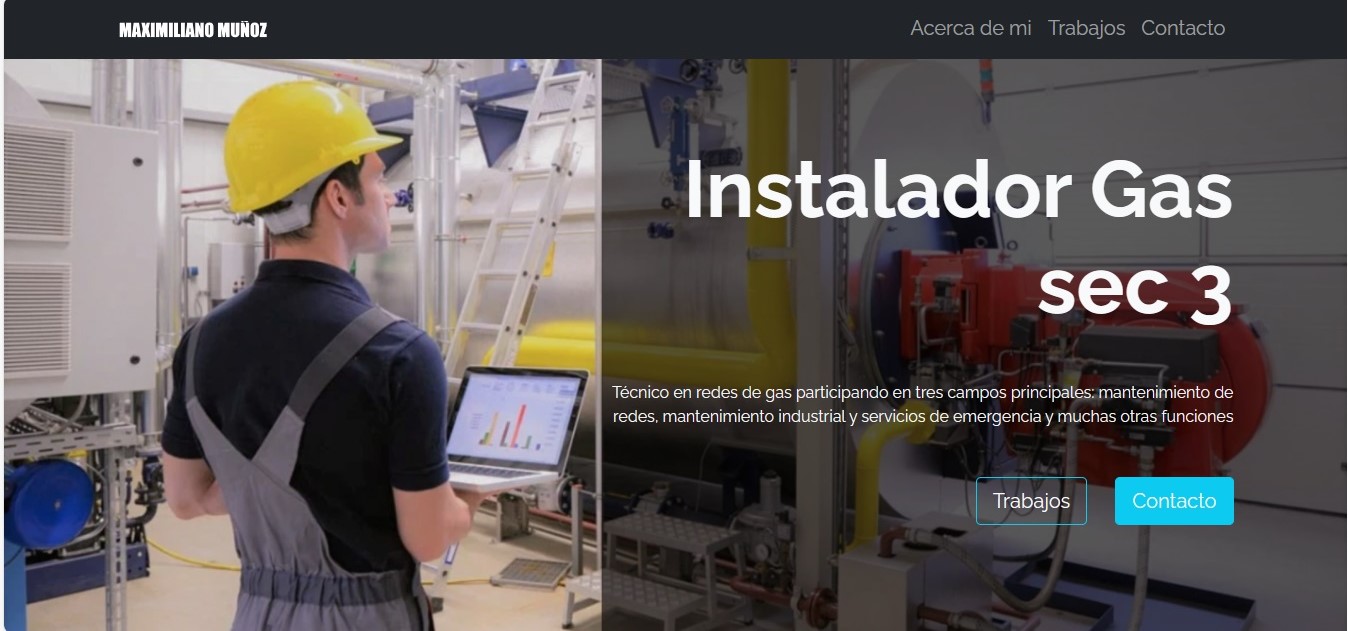 MAXIMILIANO MUÑOZ
Acerca de mi Trabajos Contacto
Instalador Gas
sec 3
Técnico en redes de gas participando en tres campos principales: mantenimiento de
redes, mantenimiento industrial y servicios de emergencia y muchas otras funciones
Trabajos Contacto